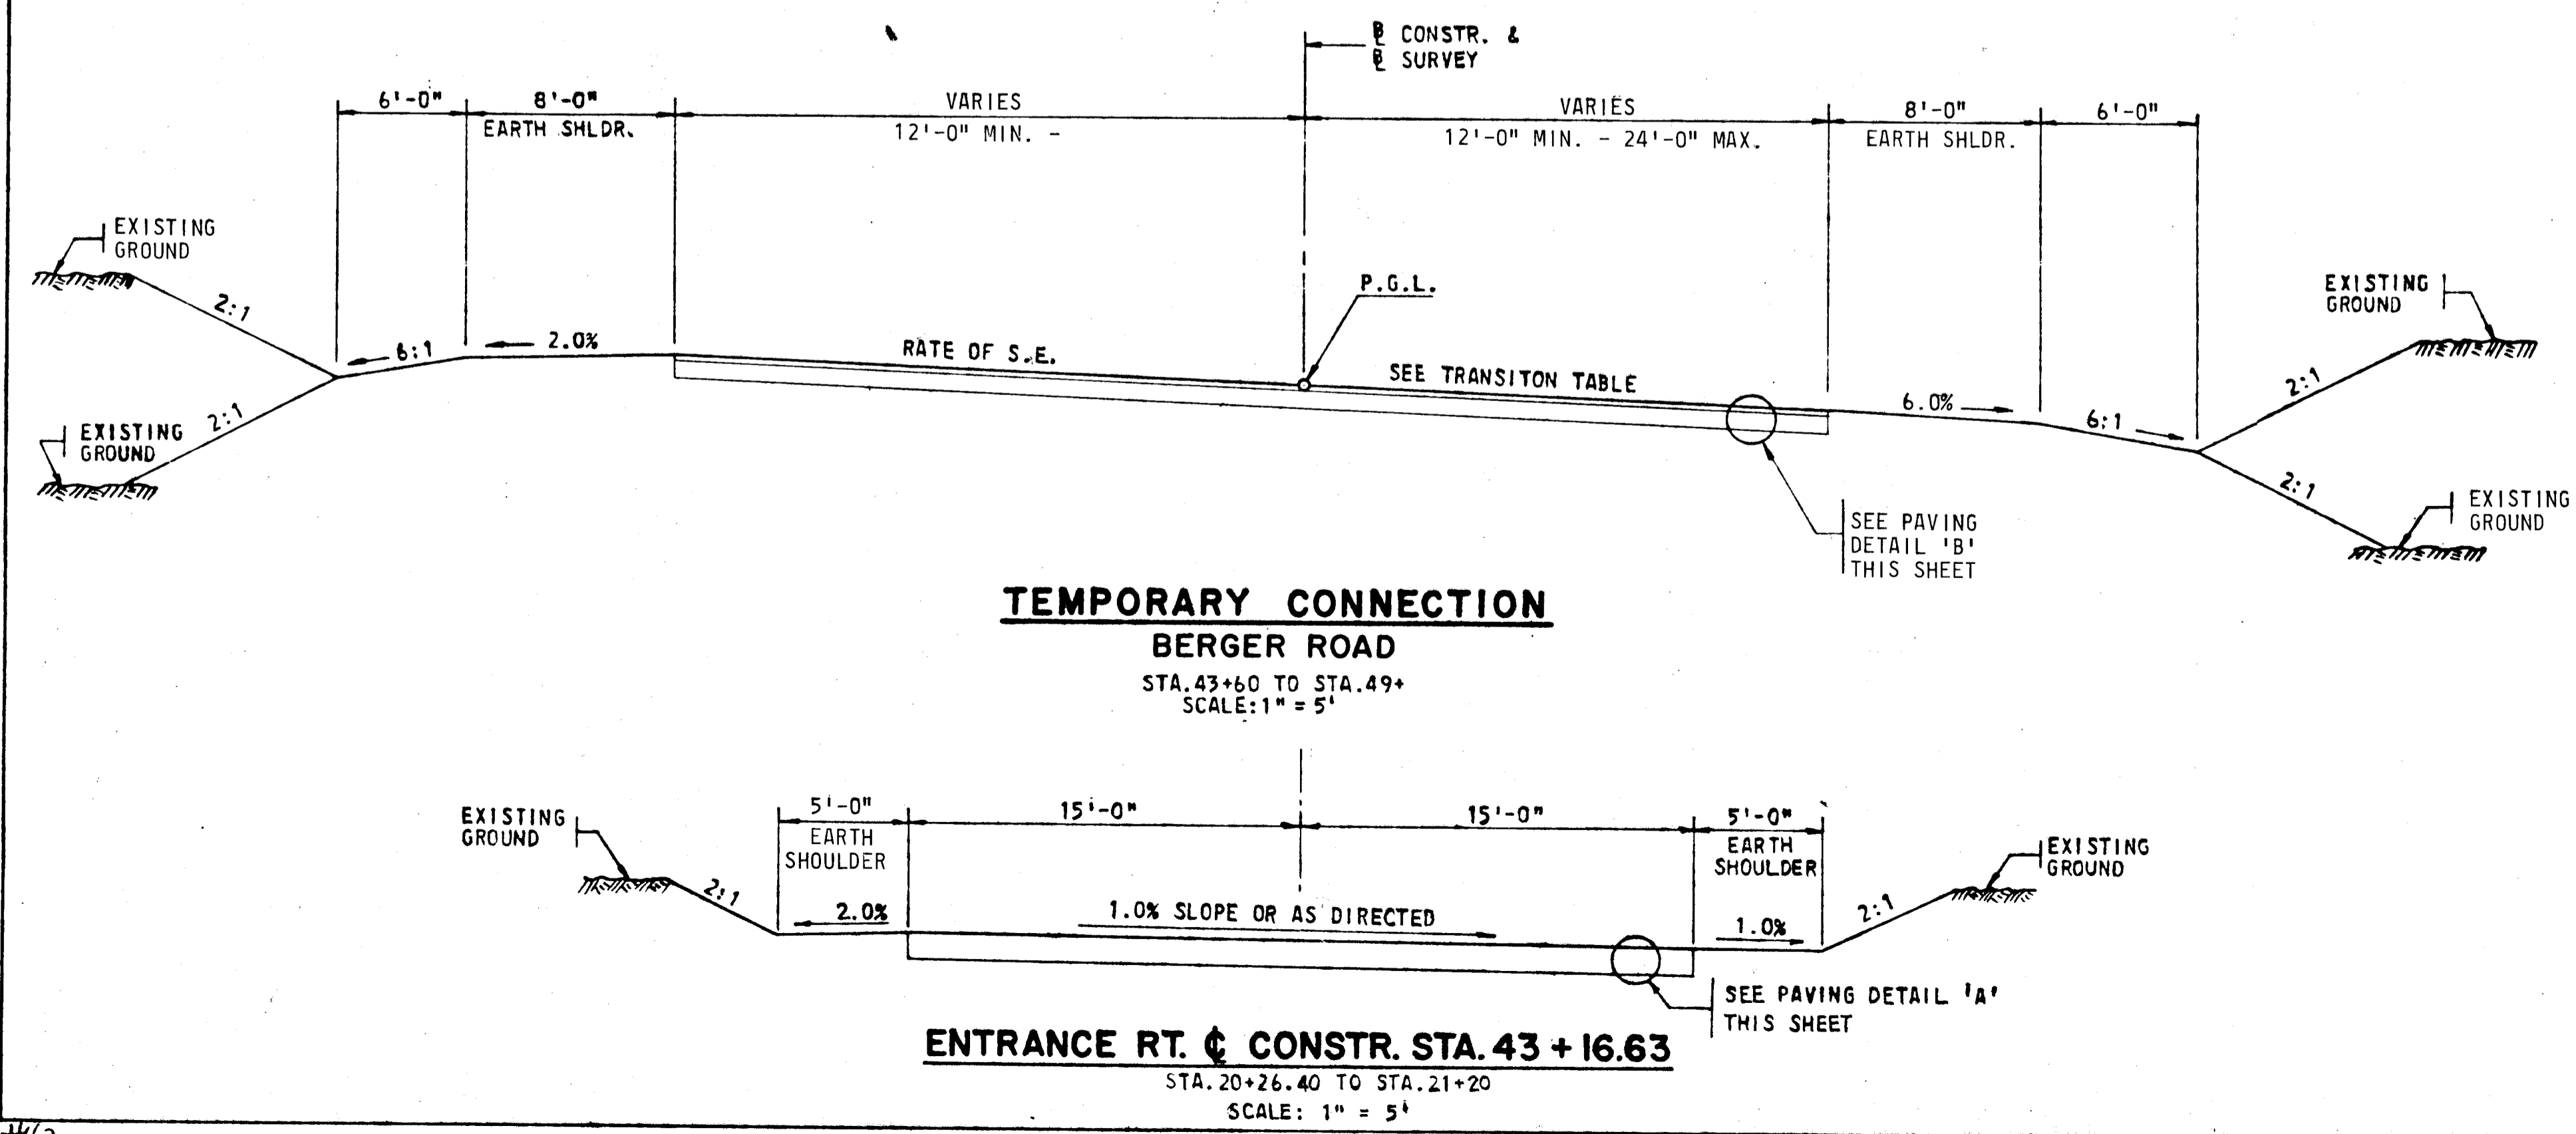 ℄ CONSTR. &
℄ SURVEY
6'-0"
8'-0"
EARTH SHLDR.
VARIES
12'-0" MIN. -
VARIES
12'-0" MIN. - 24'-0" MAX.
8'-0"
EARTH SHLDR.
6'-0"
EXISTING
GROUND
2:1
6:1
2.0%
RATE OF S.E.
P.G.L.
SEE TRANSITON TABLE
6.0%
6:1
2:1
EXISTING
GROUND
EXISTING
GROUND
2:1
2:1
EXISTING
GROUND
SEE PAVING
DETAIL 'B'
THIS SHEET
TEMPORARY CONNECTION
BERGER ROAD
STA.43+60 TO STA.49+
SCALE:1" = 5'
5'-0"
EARTH
SHOULDER
15'-0"
15'-0"
5'-0"
EARTH
SHOULDER
EXISTING
GROUND
2:1
2.0%
1.0% SLOPE OR AS DIRECTED
1.0%
2:1
EXISTING
GROUND
SEE PAVING DETAIL 'A'
THIS SHEET
ENTRANCE RT. ℄ CONSTR. STA. 43 + 16.63
STA.20+26.40 TO STA.21+20
SCALE: 1" = 5'